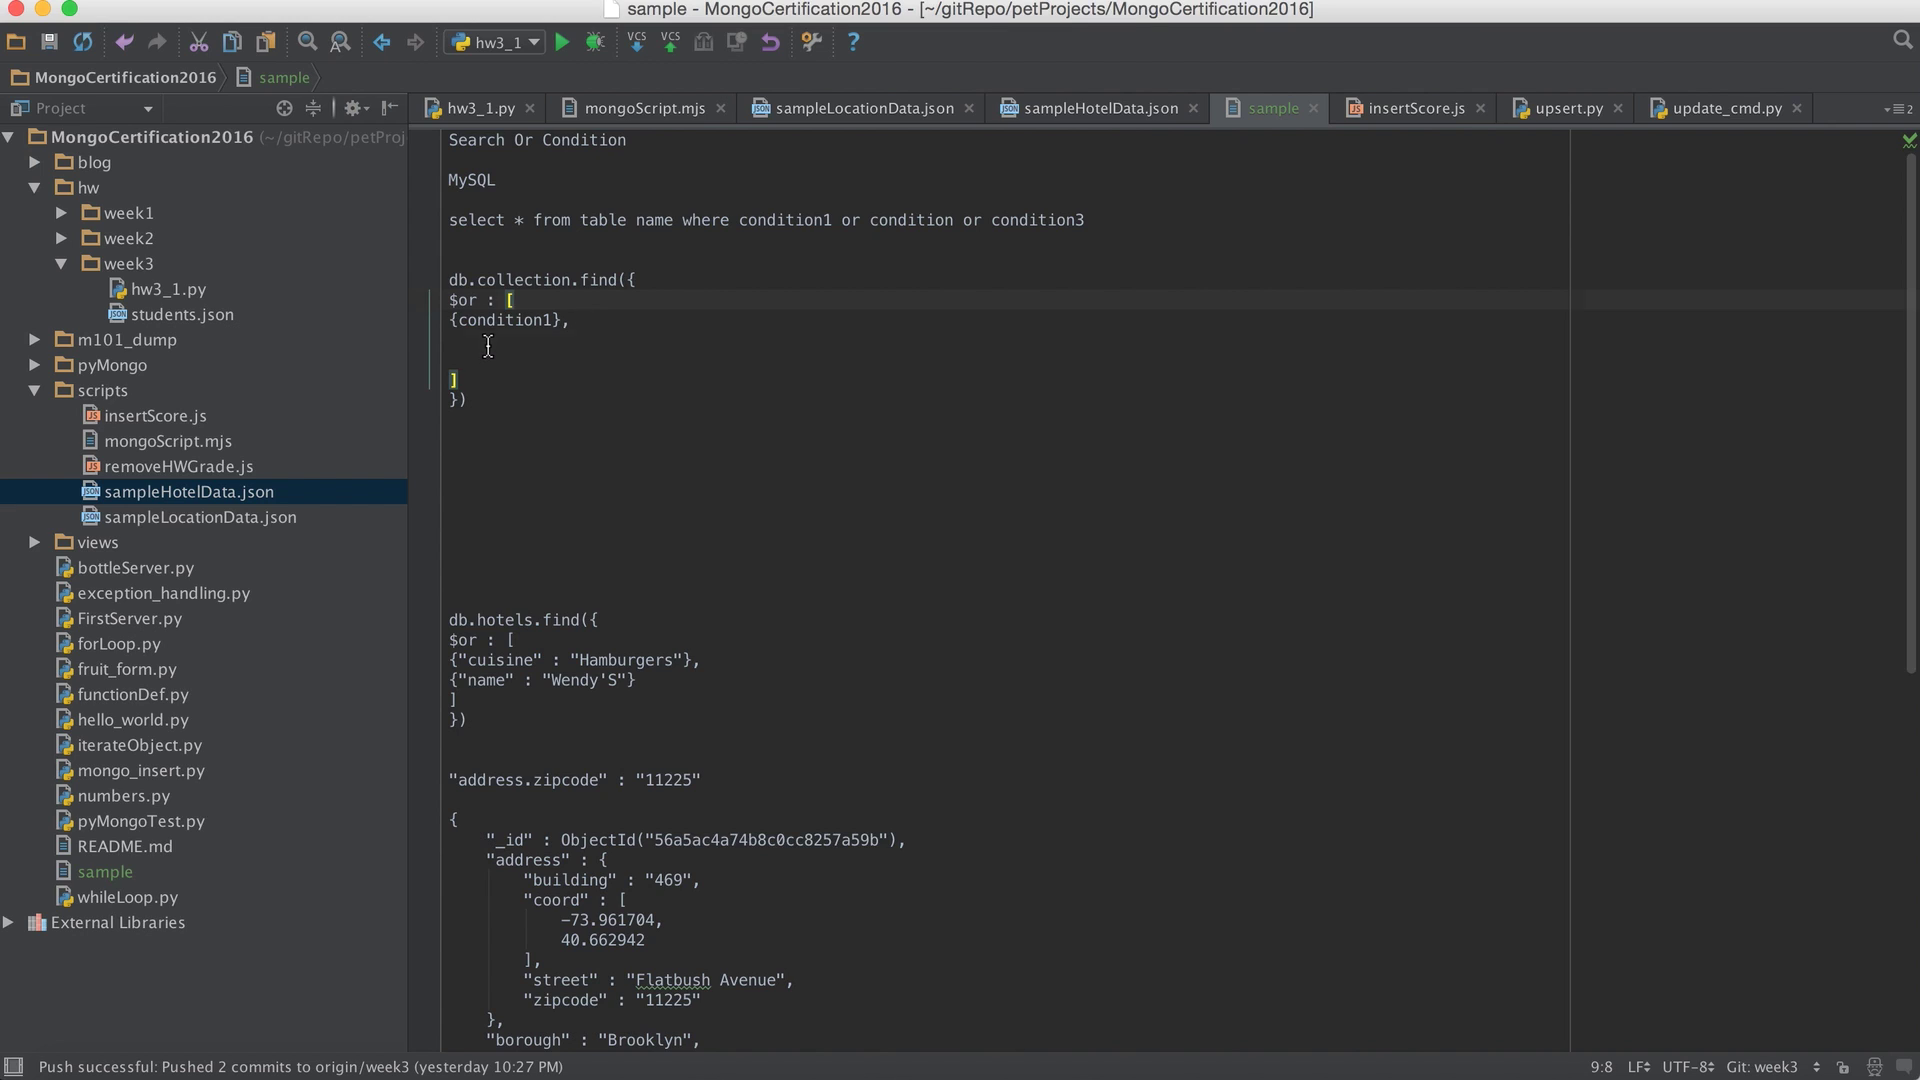 sample - MongoCertification2016 - [~/gitRepo/petProjects/MongoCertification2016]
hw3_1
VCS
VCS
?
MongoCertification2016
sample
Project
hw3_1.py
mongoScript.mjs
sampleLocationData.json
sampleHotelData.json
sample
insertScore.js
upsert.py
update_cmd.py
2
MongoCertification2016 (~/gitRepo/petProj
blog
hw
week1
week2
week3
hw3_1.py
students.json
m101_dump
pyMongo
scripts
insertScore.js
mongoScript.mjs
removeHWGrade.js
sampleHotelData.json
sampleLocationData.json
views
bottleServer.py
exception_handling.py
FirstServer.py
forLoop.py
fruit_form.py
functionDef.py
hello_world.py
iterateObject.py
mongo_insert.py
numbers.py
pyMongoTest.py
README.md
sample
whileLoop.py
External Libraries
Search Or Condition
MySQL
select * from table name where condition1 or condition or condition3
db.collection.find({
$or : [
{condition1},
]
})
db.hotels.find({
$or : [
{"cuisine" : "Hamburgers"},
{"name" : "Wendy'S"}
]
})
"address.zipcode" : "11225"
{
"_id" : ObjectId("56a5ac4a74b8c0cc8257a59b"),
"address" : {
"building" : "469",
"coord" : [
-73.961704,
40.662942
],
"street" : "Flatbush Avenue",
"zipcode" : "11225"
},
"borough" : "Brooklyn",
Push successful: Pushed 2 commits to origin/week3 (yesterday 10:27 PM)
9:8 LF UTF-8 Git: week3